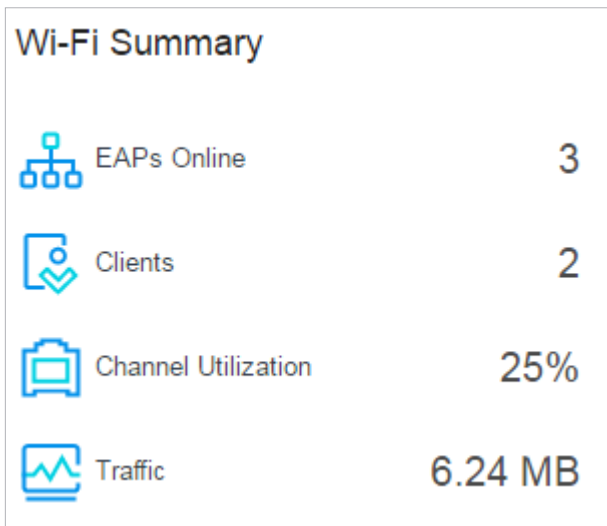 Wi-Fi Summary
EAPs Online 3
Clients 2
Channel Utilization 25%
Traffic 6.24 MB